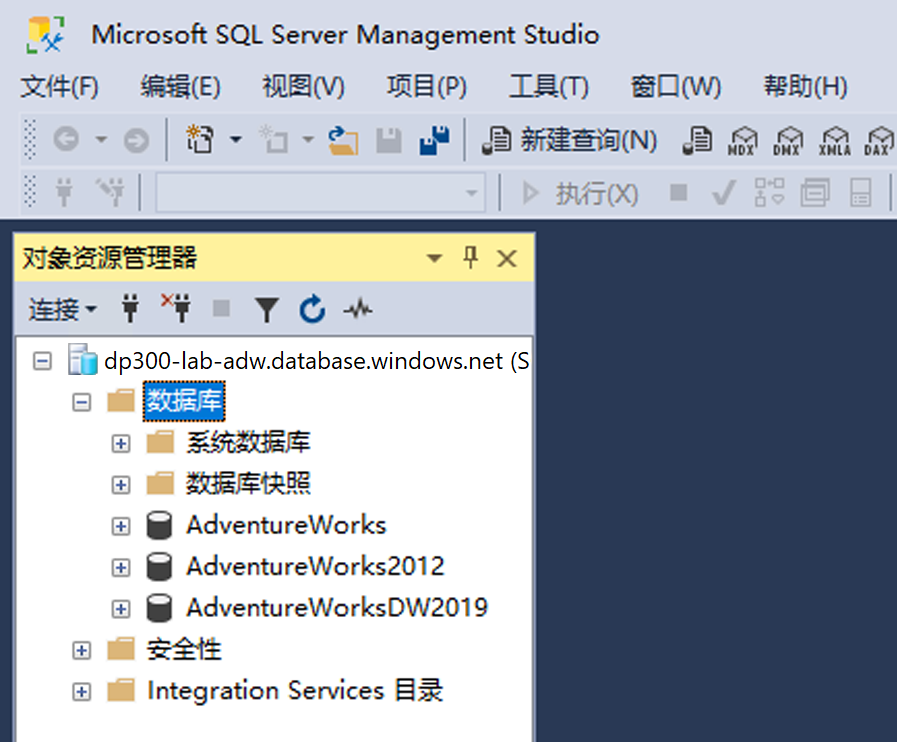 Microsoft SQL Server Management Studio
文件(F) 编辑(E) 视图(V) 项目(P) 工具(T) 窗口(W) 帮助(H)
新建查询(N) MDX DMX XMLA DAX
执行(X)
对象资源管理器
连接
dp300-lab-adw.database.windows.net (S
数据库
系统数据库
数据库快照
AdventureWorks
AdventureWorks2012
AdventureWorksDW2019
安全性
Integration Services 目录